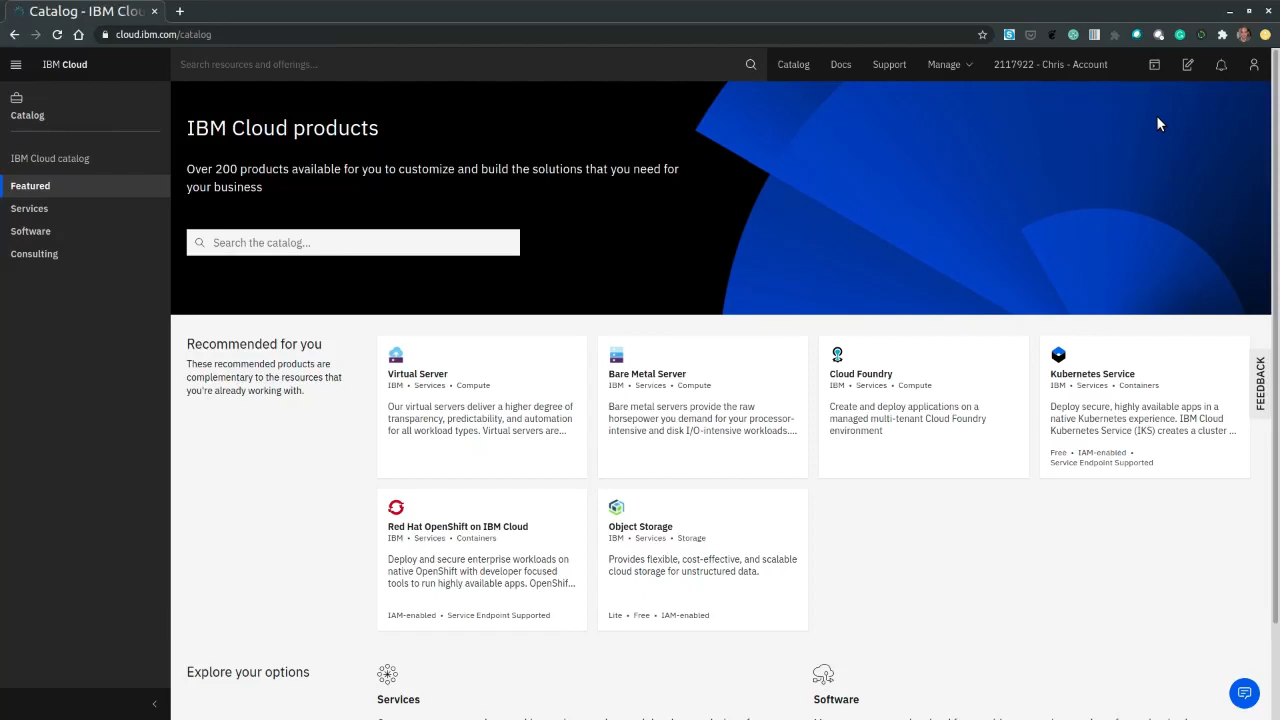 Catalog - IBM Clou
cloud.ibm.com/catalog
IBM Cloud
Search resources and offerings...
Catalog
Docs
Support
Manage
2117922 - Chris - Account
Catalog
IBM Cloud catalog
Featured
Services
Software
Consulting
IBM Cloud products
Over 200 products available for you to customize and build the solutions that you need for
your business
Search the catalog...
Recommended for you
These recommended products are
complementary to the resources that
you're already working with.
Virtual Server
IBM • Services • Compute
Our virtual servers deliver a higher degree of
transparency, predictability, and automation
for all workload types. Virtual servers are...
Bare Metal Server
IBM • Services • Compute
Bare metal servers provide the raw
horsepower you demand for your processor-
intensive and disk I/O-intensive workloads....
Cloud Foundry
IBM • Services • Compute
Create and deploy applications on a
managed multi-tenant Cloud Foundry
environment
Kubernetes Service
IBM • Services • Containers
Deploy secure, highly available apps in a
native Kubernetes experience. IBM Cloud
Kubernetes Service (IKS) creates a cluster ...
Free • IAM-enabled •
Service Endpoint Supported
FEEDBACK
Red Hat OpenShift on IBM Cloud
IBM • Services • Containers
Deploy and secure enterprise workloads on
native OpenShift with developer focused
tools to run highly available apps. OpenShif...
IAM-enabled • Service Endpoint Supported
Object Storage
IBM • Services • Storage
Provides flexible, cost-effective, and scalable
cloud storage for unstructured data.
Lite • Free • IAM-enabled
Explore your options
Services
Software